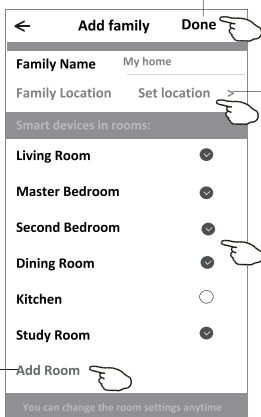 Add family Done
Family Name My home
Family Location Set location >
Smart devices in rooms:
Living Room
Master Bedroom
Second Bedroom
Dining Room
Kitchen
Study Room
Add Room
You can change the room settings anytime